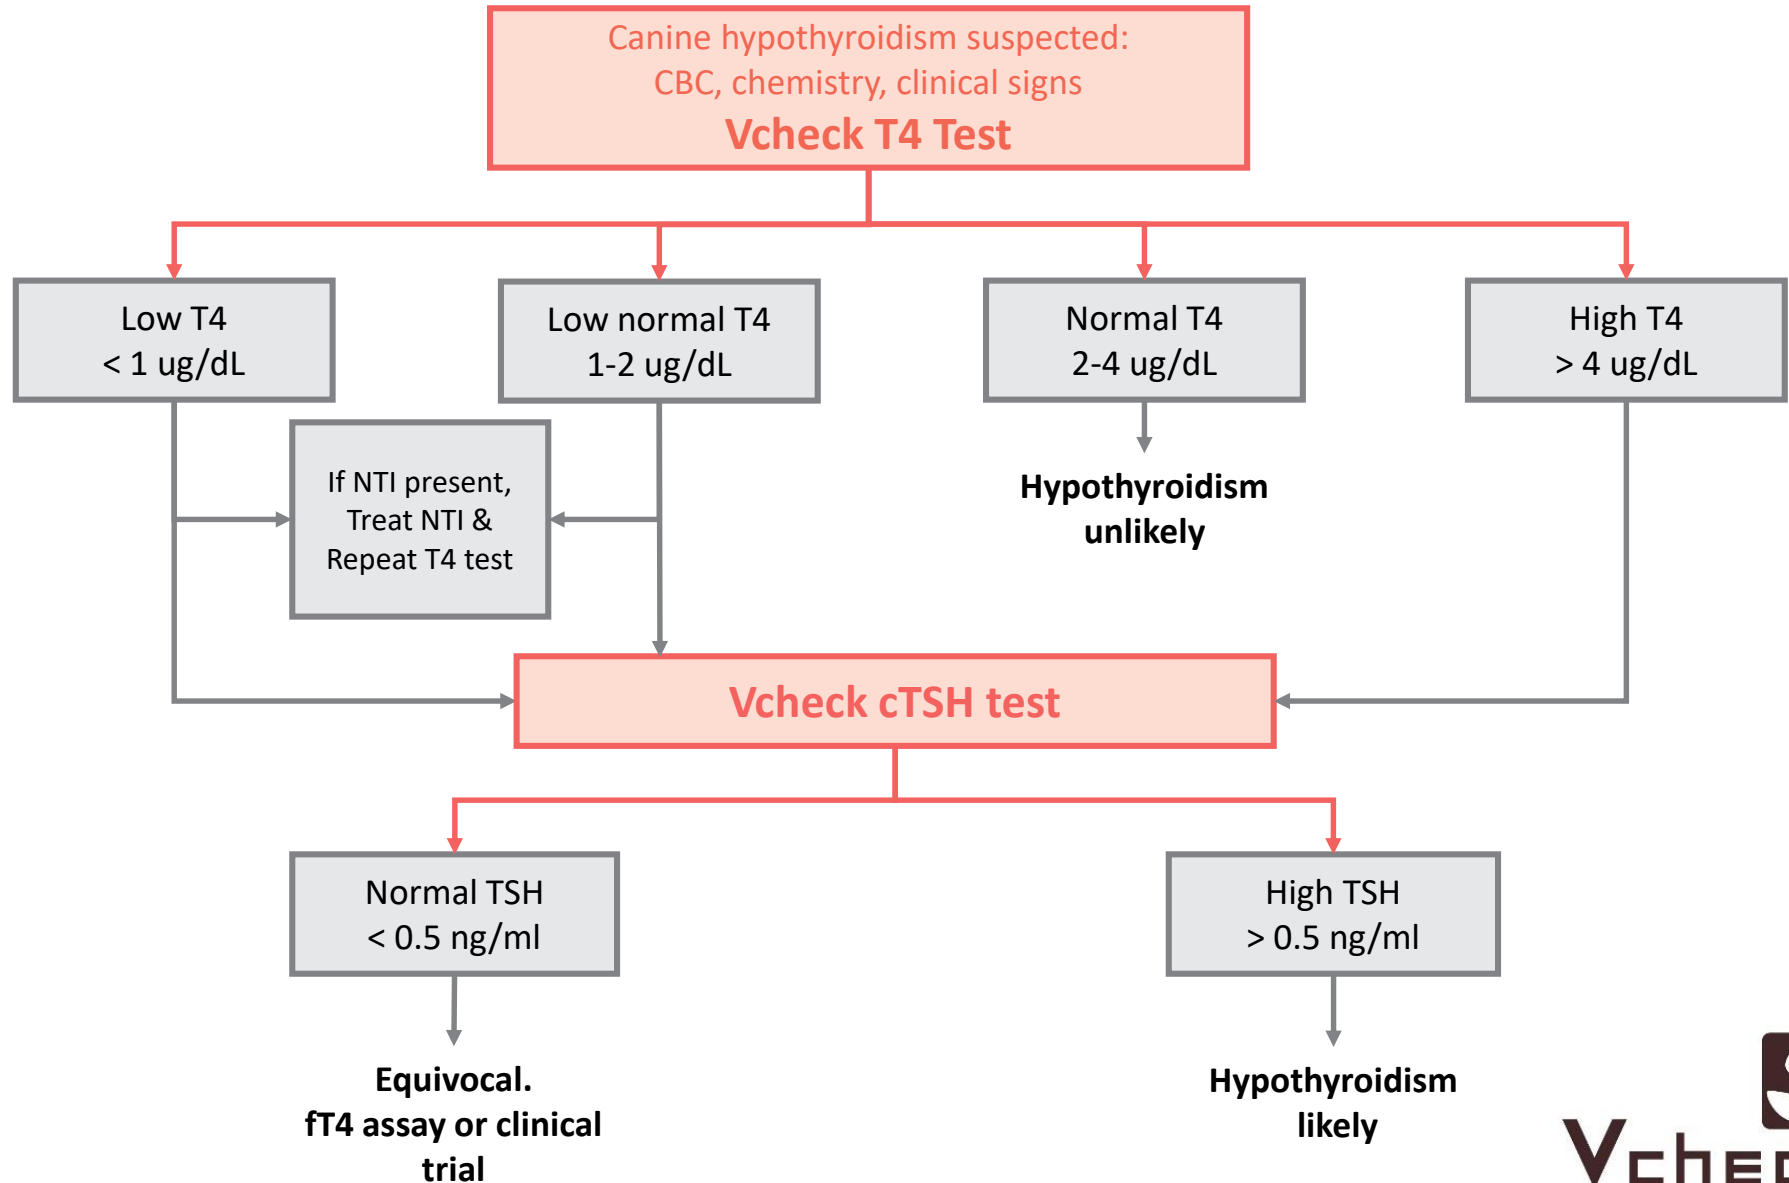 Canine hypothyroidism suspected:
CBC, chemistry, clinical signs
Vcheck T4 Test
Low T4
< 1 ug/dL
Low normal T4
1-2 ug/dL
Normal T4
2-4 ug/dL
High T4
> 4 ug/dL
If NTI present,
Treat NTI &
Repeat T4 test
Hypothyroidism
unlikely
Vcheck cTSH test
Normal TSH
< 0.5 ng/ml
High TSH
> 0.5 ng/ml
Equivocal.
fT4 assay or clinical
trial
Hypothyroidism
likely